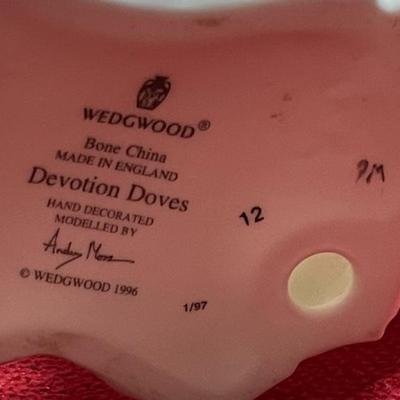 WEDGWOOD®
Bone China
MADE IN ENGLAND
Devotion Doves
HAND DECORATED
MODELLED BY
© WEDGWOOD 1996
1/97
12